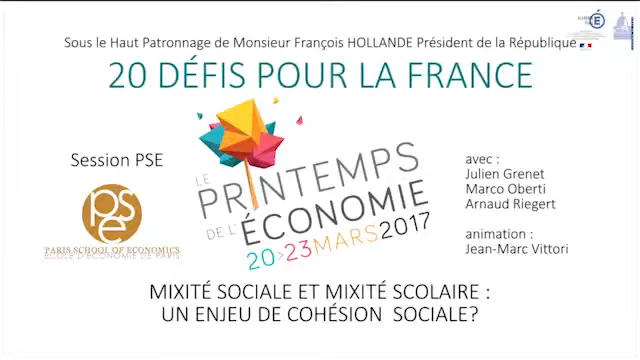 Sous le Haut Patronnage de Monsieur François HOLLANDE Président de la République
20 DÉFIS POUR LA FRANCE
Session PSE
pse
PARIS SCHOOL OF ECONOMICS
ÉCOLE D'ÉCONOMIE DE PARIS
LE
PRINTEMPS
DE L'ÉCONOMIE
20>23MARS2017
avec :
Julien Grenet
Marco Oberti
Arnaud Riegert
animation :
Jean-Marc Vittori
MIXITÉ SOCIALE ET MIXITÉ SCOLAIRE :
UN ENJEU DE COHÉSION SOCIALE?